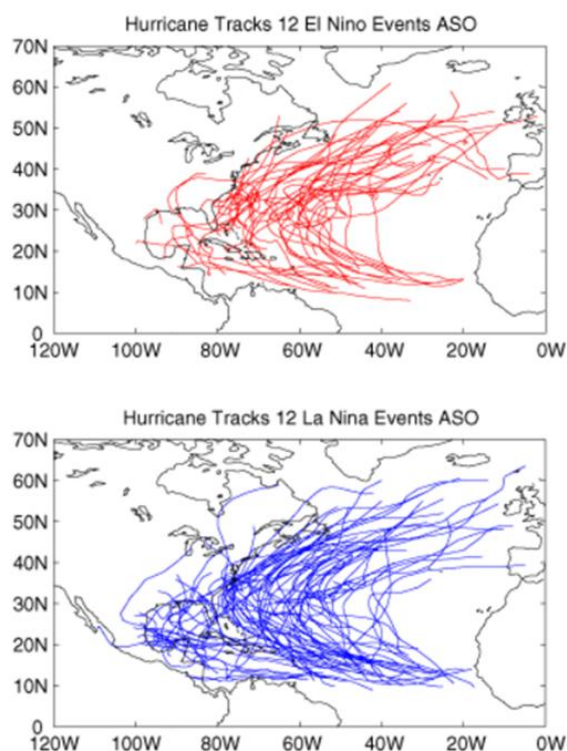 Hurricane Tracks 12 El Nino Events ASO
70N
60N
50N
40N
30N
20N
10N
0
120W 100W 80W 60W 40W 20W 0W
Hurricane Tracks 12 La Nina Events ASO
70N
60N
50N
40N
30N
20N
10N
0
120W 100W 80W 60W 40W 20W 0W